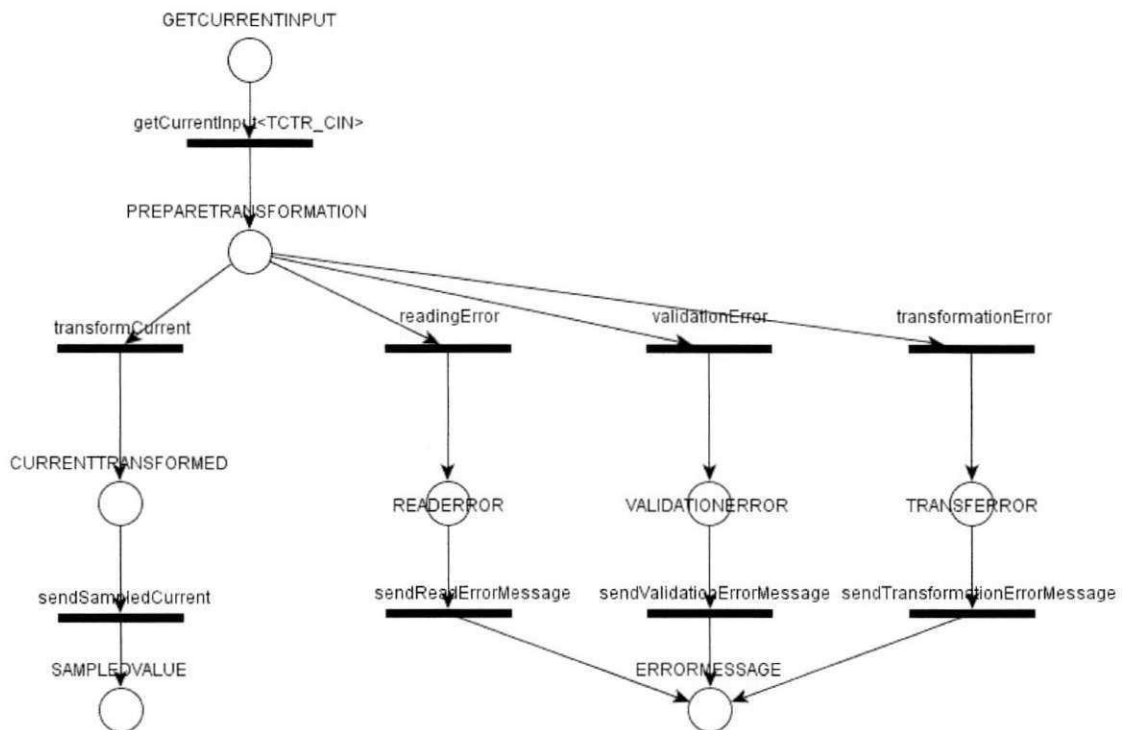 GETCURRENTINPUT
getCurrentInput<TCTR_CIN>
PREPARETRANSFORMATION
transformCurrent
readingError
validationError
transformationError
CURRENTTRANSFORMED
READERROR
VALIDATIONERROR
TRANSFERROR
sendSampledCurrent
sendReadErrorMessage
sendValidationErrorMessage
sendTransformationErrorMessage
SAMPLEDVALUE
ERRORMESSAGE